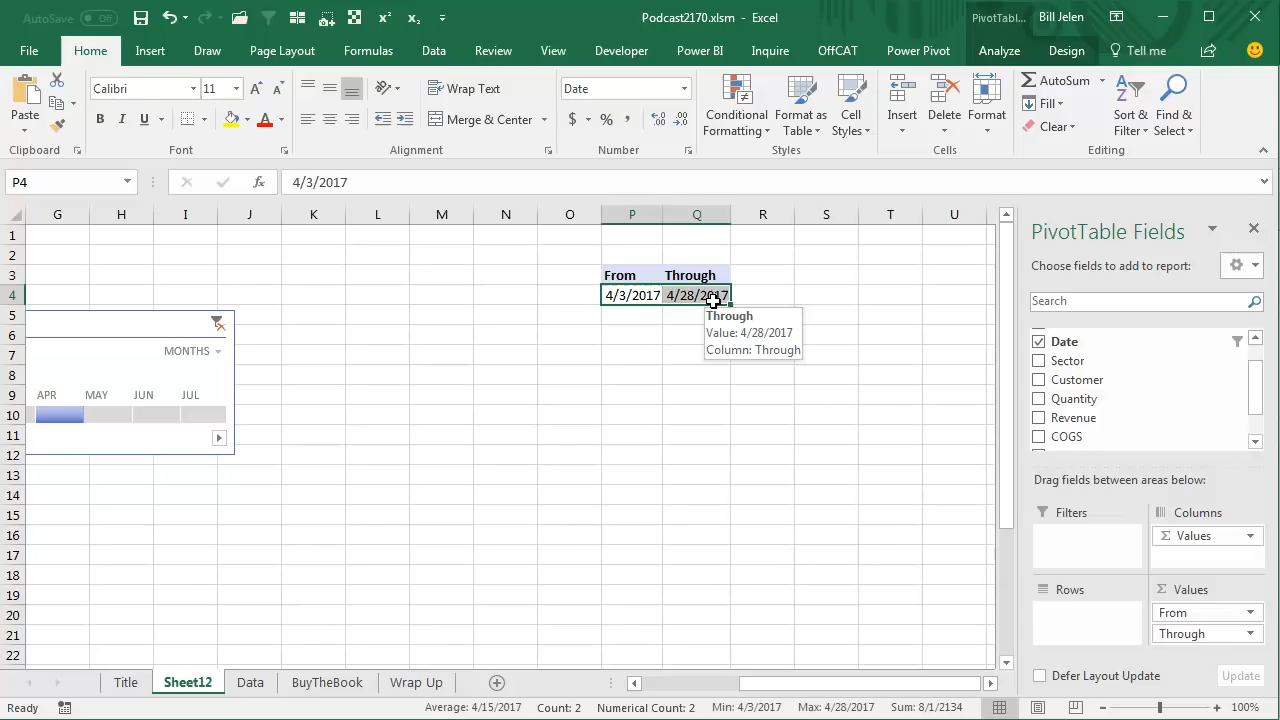 AutoSave Off
Podcast2170.xlsm - Excel
PivotTabl...
Bill Jelen
File Home Insert Draw Page Layout Formulas Data Review View Developer Power BI Inquire OffCAT Power Pivot Analyze Design Tell me
Calibri 11
Wrap Text
Date
AutoSum
Paste
B I U
Merge & Center
$ % ,
Conditional Formatting
Format as Table
Cell Styles
Insert Delete Format
Fill
Clear
Sort & Filter
Find & Select
Clipboard Font Alignment Number Styles Cells Editing
P4
fx
4/3/2017
G H I J K L M N O P Q R S T U
1
2
3 From Through
4 4/3/2017 4/28/2017
5
6
7
8
9
10
11
12
13
14
15
16
17
18
19
20
21
22
Through
Value: 4/28/2017
Column: Through
MONTHS
APR MAY JUN JUL
PivotTable Fields
Choose fields to add to report:
Search
Date
Sector
Customer
Quantity
Revenue
COGS
Drag fields between areas below:
Filters
Columns
Σ Values
Rows
Σ Values
From
Through
Defer Layout Update
Update
Title Sheet12 Data BuyTheBook Wrap Up
Ready
Average: 4/15/2017 Count: 2 Numerical Count: 2 Min: 4/3/2017 Max: 4/28/2017 Sum: 8/1/2134
100%